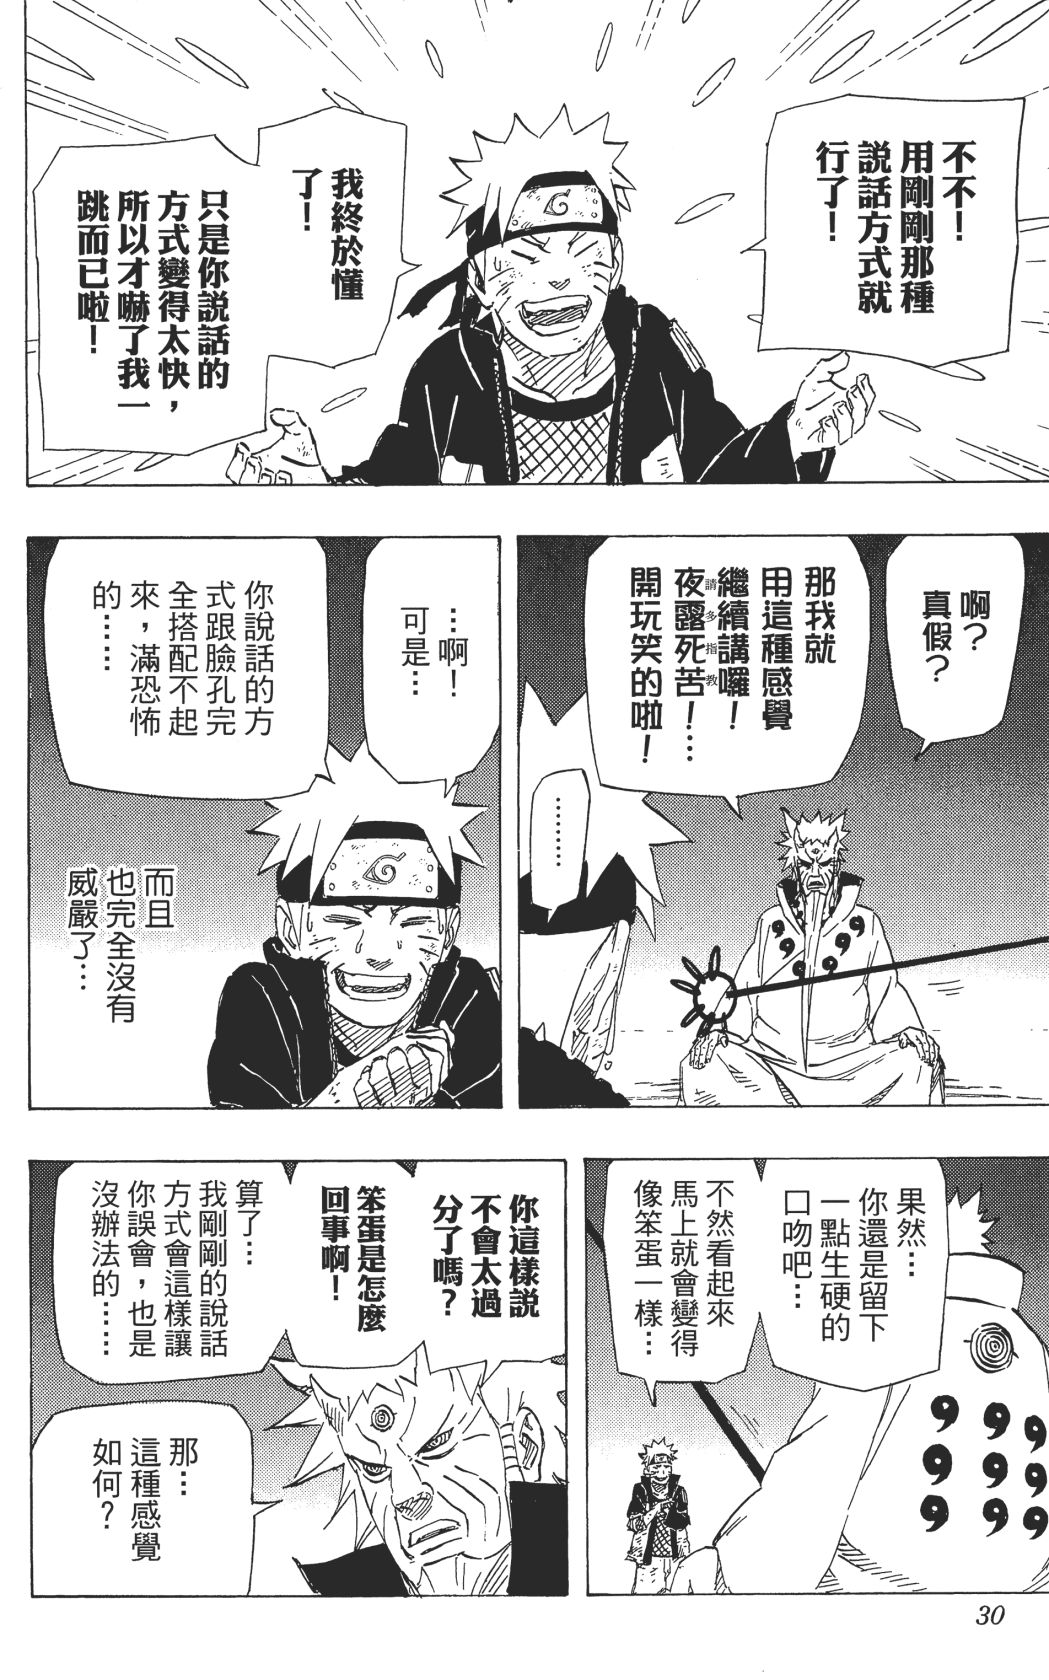 不不！
用剛剛那種
說話方式就
行了！
我終於懂
了！
只是你說話的
方式變得太快，
所以才嚇了我一
跳而已啦！
啊？
真假？
那我就
用這種感覺
繼續講囉！
請多指教
夜露死苦！……
開玩笑的啦！
………
…啊！
可是…
你說話的方
式跟臉孔完
全搭配不起
來，滿恐怖
的……
而且
也完全沒有
威嚴了…
果然…
你還是留下
一點生硬的
口吻吧…
不然看起來
馬上就會變得
像笨蛋一樣…
你這樣說
不會太過
分了嗎？
笨蛋是怎麼
回事啊！
算了…
我剛剛的說話
方式會這樣讓
你誤會，也是
沒辦法的……
那…
這種感覺
如何？
30